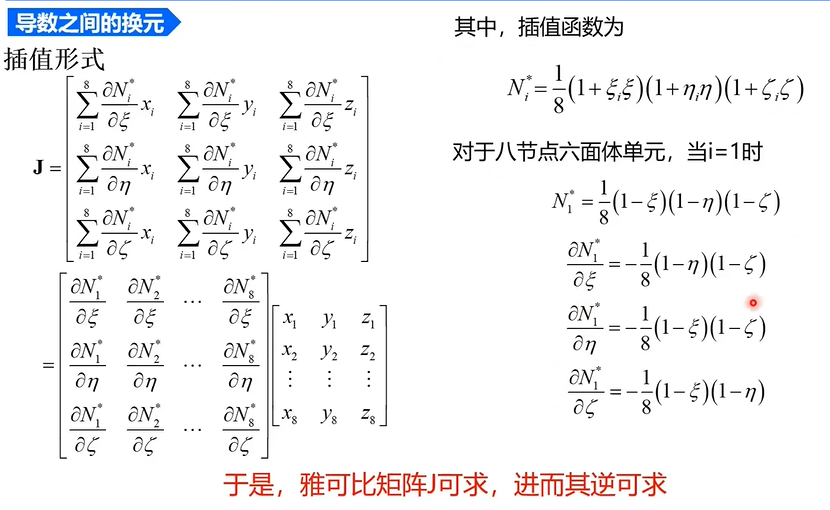 导数之间的换元
插值形式
$\mathbf{J}=\begin{bmatrix}\sum_{i=1}^{8}\frac{\partial N_i^*}{\partial \xi}x_i & \sum_{i=1}^{8}\frac{\partial N_i^*}{\partial \xi}y_i & \sum_{i=1}^{8}\frac{\partial N_i^*}{\partial \xi}z_i \\ \sum_{i=1}^{8}\frac{\partial N_i^*}{\partial \eta}x_i & \sum_{i=1}^{8}\frac{\partial N_i^*}{\partial \eta}y_i & \sum_{i=1}^{8}\frac{\partial N_i^*}{\partial \eta}z_i \\ \sum_{i=1}^{8}\frac{\partial N_i^*}{\partial \zeta}x_i & \sum_{i=1}^{8}\frac{\partial N_i^*}{\partial \zeta}y_i & \sum_{i=1}^{8}\frac{\partial N_i^*}{\partial \zeta}z_i\end{bmatrix}$
$=\begin{bmatrix}\frac{\partial N_1^*}{\partial \xi} & \frac{\partial N_2^*}{\partial \xi} & \cdots & \frac{\partial N_8^*}{\partial \xi} \\ \frac{\partial N_1^*}{\partial \eta} & \frac{\partial N_2^*}{\partial \eta} & \cdots & \frac{\partial N_8^*}{\partial \eta} \\ \frac{\partial N_1^*}{\partial \zeta} & \frac{\partial N_2^*}{\partial \zeta} & \cdots & \frac{\partial N_8^*}{\partial \zeta}\end{bmatrix}\begin{bmatrix}x_1 & y_1 & z_1 \\ x_2 & y_2 & z_2 \\ \vdots & \vdots & \vdots \\ x_8 & y_8 & z_8\end{bmatrix}$
其中，插值函数为
$N_i^*=\frac{1}{8}(1+\xi_i\xi)(1+\eta_i\eta)(1+\zeta_i\zeta)$
对于八节点六面体单元，当i=1时
$N_1^*=\frac{1}{8}(1-\xi)(1-\eta)(1-\zeta)$
$\frac{\partial N_1^*}{\partial \xi}=-\frac{1}{8}(1-\eta)(1-\zeta)$
$\frac{\partial N_1^*}{\partial \eta}=-\frac{1}{8}(1-\xi)(1-\zeta)$
$\frac{\partial N_1^*}{\partial \zeta}=-\frac{1}{8}(1-\xi)(1-\eta)$
于是，雅可比矩阵J可求，进而其逆可求